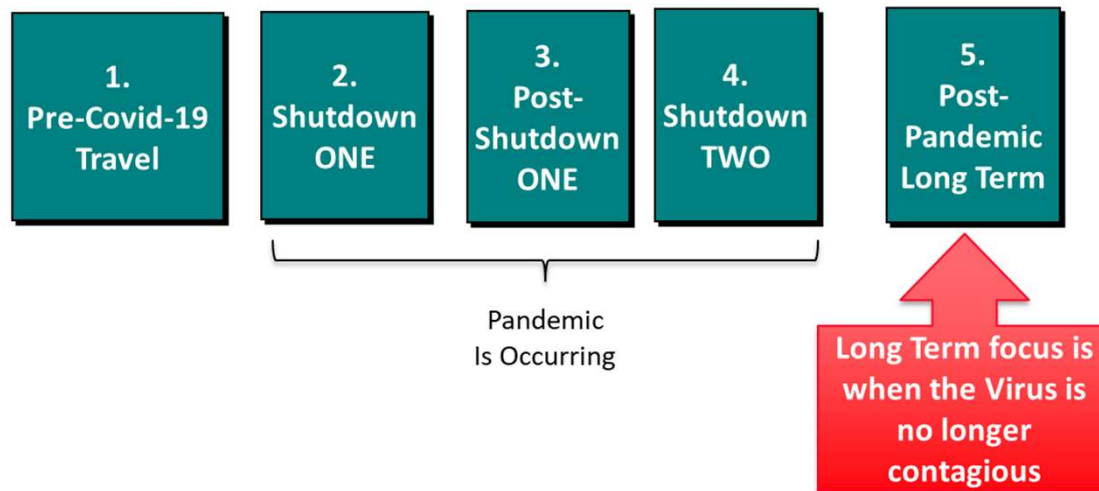 1.
Pre-Covid-19
Travel
2.
Shutdown
ONE
3.
Post-
Shutdown
ONE
4.
Shutdown
TWO
5.
Post-
Pandemic
Long Term
Pandemic
Is Occurring
Long Term focus is
when the Virus is
no longer
contagious